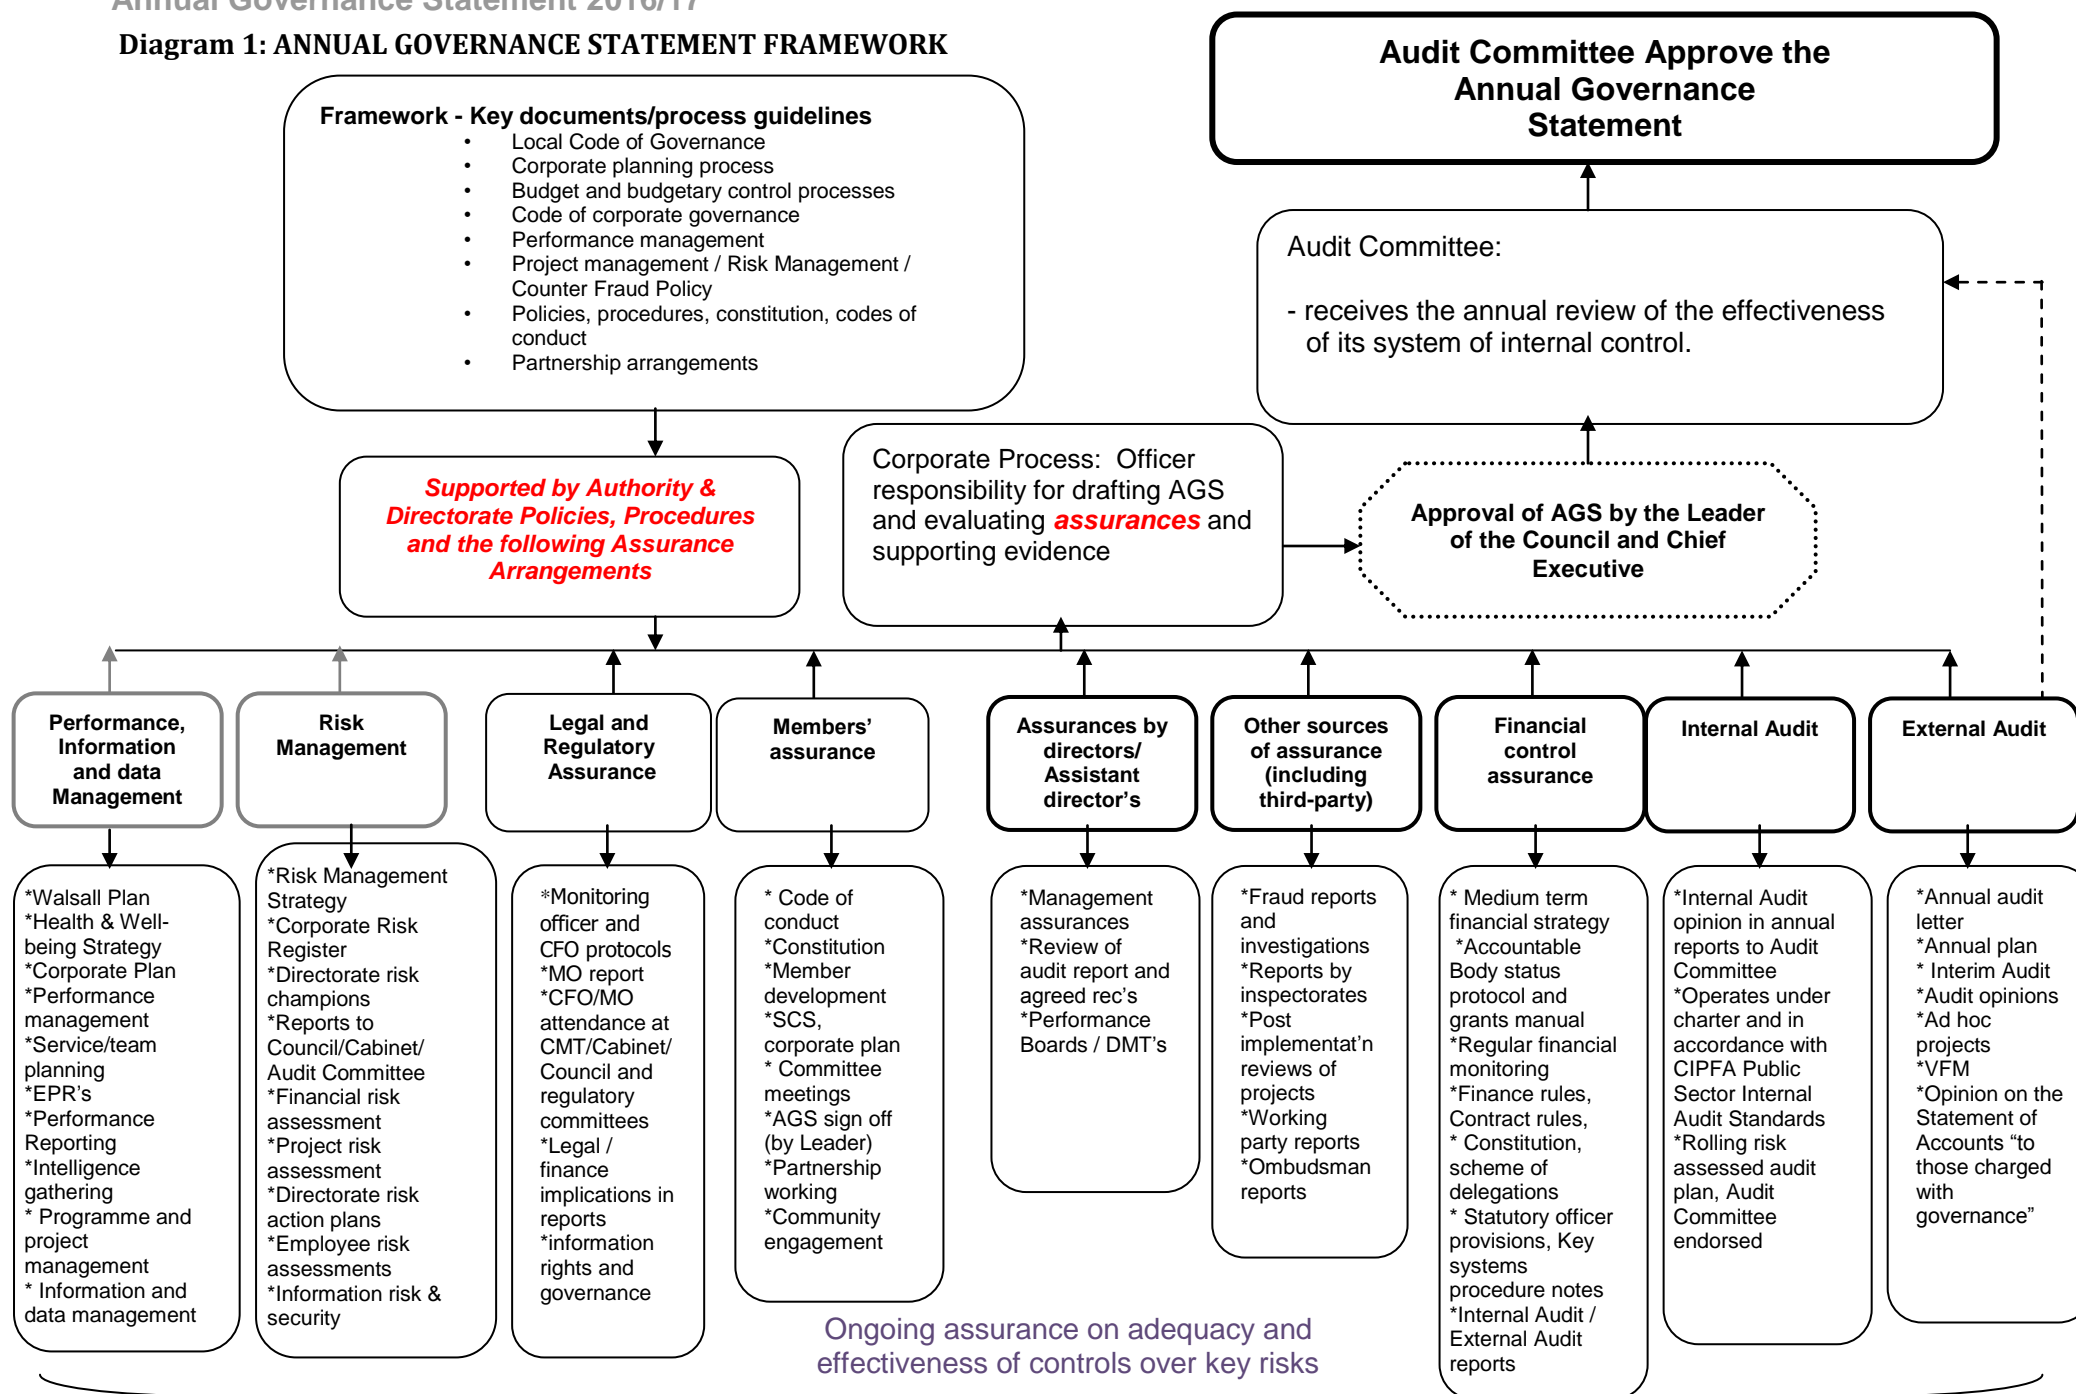 Annual Governance Statement 2016/17
Diagram 1: ANNUAL GOVERNANCE STATEMENT FRAMEWORK
Audit Committee Approve the
Annual Governance
Statement
Framework - Key documents/process guidelines
• Local Code of Governance
• Corporate planning process
• Budget and budgetary control processes
• Code of corporate governance
• Performance management
• Project management / Risk Management /
Counter Fraud Policy
• Policies, procedures, constitution, codes of
conduct
• Partnership arrangements
Audit Committee:
- receives the annual review of the effectiveness
of its system of internal control.
Supported by Authority &
Directorate Policies, Procedures
and the following Assurance
Arrangements
Corporate Process: Officer
responsibility for drafting AGS
and evaluating assurances and
supporting evidence
Approval of AGS by the Leader
of the Council and Chief
Executive
Performance,
Information
and data
Management
Risk
Management
Legal and
Regulatory
Assurance
Members'
assurance
Assurances by
directors/
Assistant
director's
Other sources
of assurance
(including
third-party)
Financial
control
assurance
Internal Audit
External Audit
*Walsall Plan
*Health & Well-
being Strategy
*Corporate Plan
*Performance
management
*Service/team
planning
*EPR's
*Performance
Reporting
*Intelligence
gathering
* Programme and
project
management
* Information and
data management
*Risk Management
Strategy
*Corporate Risk
Register
*Directorate risk
champions
*Reports to
Council/Cabinet/
Audit Committee
*Financial risk
assessment
*Project risk
assessment
*Directorate risk
action plans
*Employee risk
assessments
*Information risk &
security
*Monitoring
officer and
CFO protocols
*MO report
*CFO/MO
attendance at
CMT/Cabinet/
Council and
regulatory
committees
*Legal /
finance
implications in
reports
*information
rights and
governance
* Code of
conduct
*Constitution
*Member
development
*SCS,
corporate plan
* Committee
meetings
*AGS sign off
(by Leader)
*Partnership
working
*Community
engagement
*Management
assurances
*Review of
audit report and
agreed rec's
*Performance
Boards / DMT's
*Fraud reports
and
investigations
*Reports by
inspectorates
*Post
implementat'n
reviews of
projects
*Working
party reports
*Ombudsman
reports
* Medium term
financial strategy
*Accountable
Body status
protocol and
grants manual
*Regular financial
monitoring
*Finance rules,
Contract rules,
* Constitution,
scheme of
delegations
* Statutory officer
provisions, Key
systems
procedure notes
*Internal Audit /
External Audit
reports
*Internal Audit
opinion in annual
reports to Audit
Committee
*Operates under
charter and in
accordance with
CIPFA Public
Sector Internal
Audit Standards
*Rolling risk
assessed audit
plan, Audit
Committee
endorsed
*Annual audit
letter
*Annual plan
* Interim Audit
*Audit opinions
*Ad hoc
projects
*VFM
*Opinion on the
Statement of
Accounts “to
those charged
with
governance”
Ongoing assurance on adequacy and
effectiveness of controls over key risks